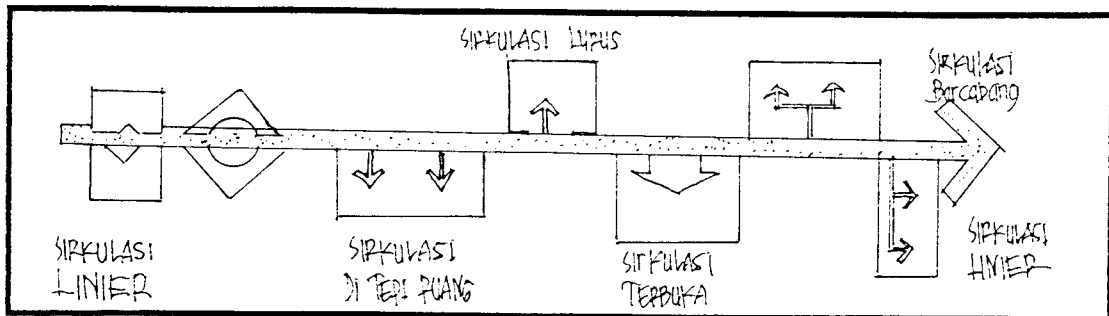 SIRKULASI LURUS
SIRKULASI
Bercabang
SIRKULASI
LINIER
SIRKULASI
DI TEPI RUANG
SIRKULASI
TERBUKA
SIRKULASI
LINIER